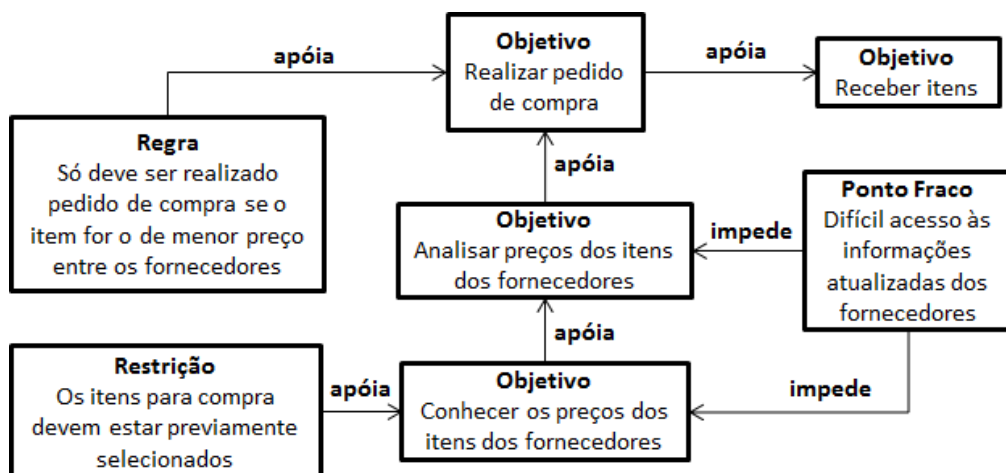 Objetivo
Realizar pedido
de compra
apóia
apóia
Objetivo
Receber itens
Regra
Só deve ser realizado
pedido de compra se o
item for o de menor preço
entre os fornecedores
apóia
Objetivo
Analisar preços dos itens
dos fornecedores
impede
Ponto Fraco
Difícil acesso às
informações
atualizadas dos
fornecedores
apóia
Restrição
Os itens para compra
devem estar previamente
selecionados
apóia
Objetivo
Conhecer os preços dos
itens dos fornecedores
impede